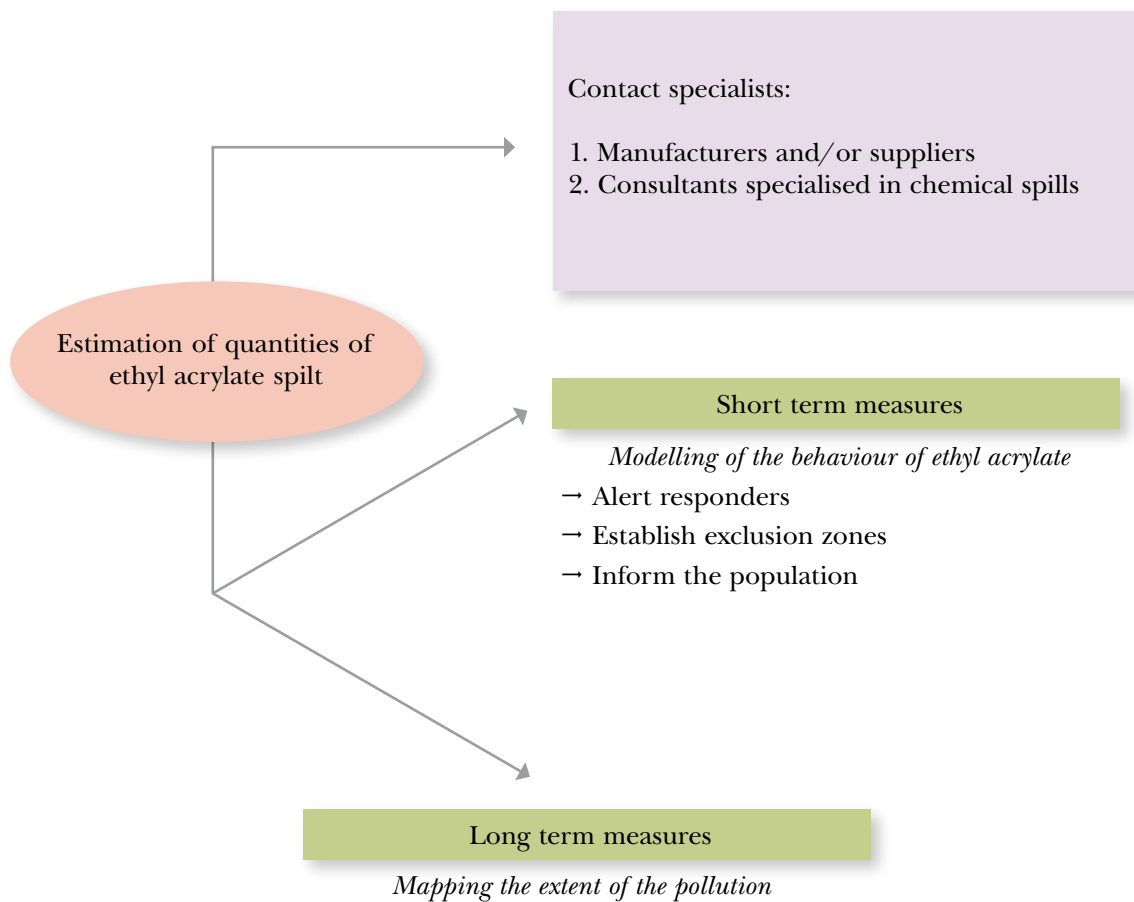 Contact specialists:
1. Manufacturers and/or suppliers
2. Consultants specialised in chemical spills
Estimation of quantities of
ethyl acrylate spilt
Short term measures
Modelling of the behaviour of ethyl acrylate
→ Alert responders
→ Establish exclusion zones
→ Inform the population
Long term measures
Mapping the extent of the pollution